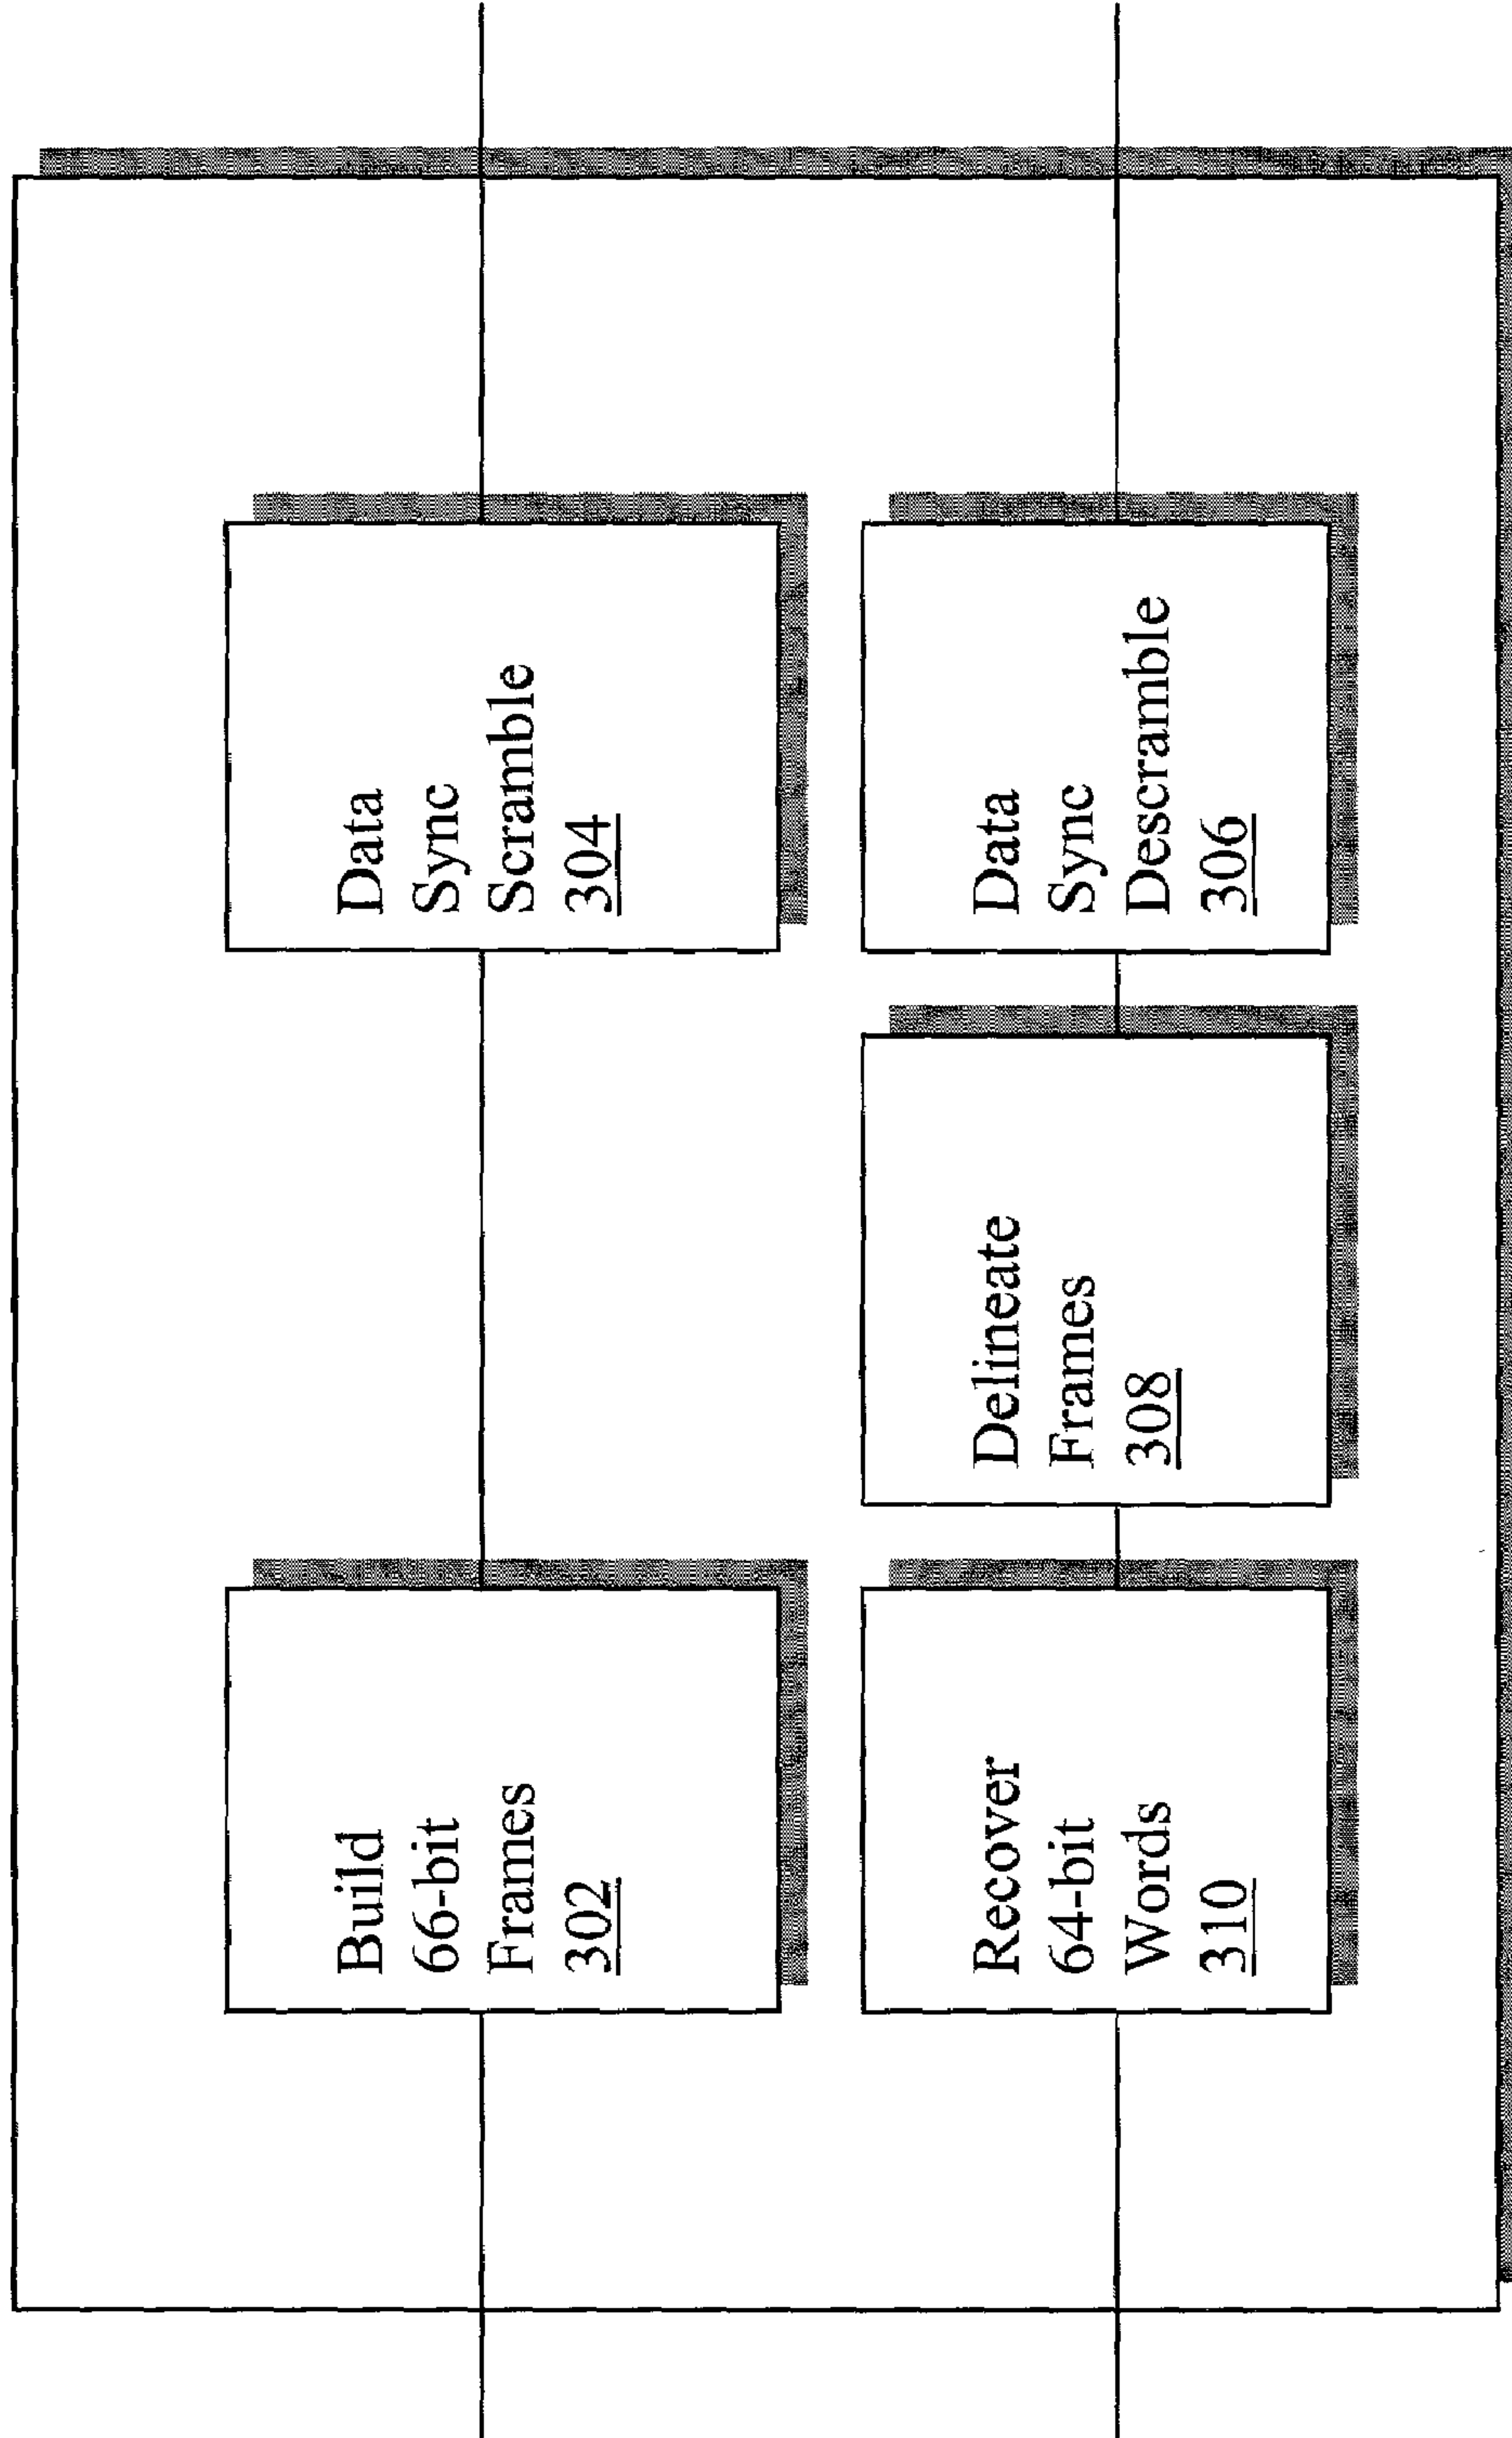 Build
66-bit
Frames
302
Data
Sync
Scramble
304
Recover
64-bit
Words
310
Delineate
Frames
308
Data
Sync
Descramble
306